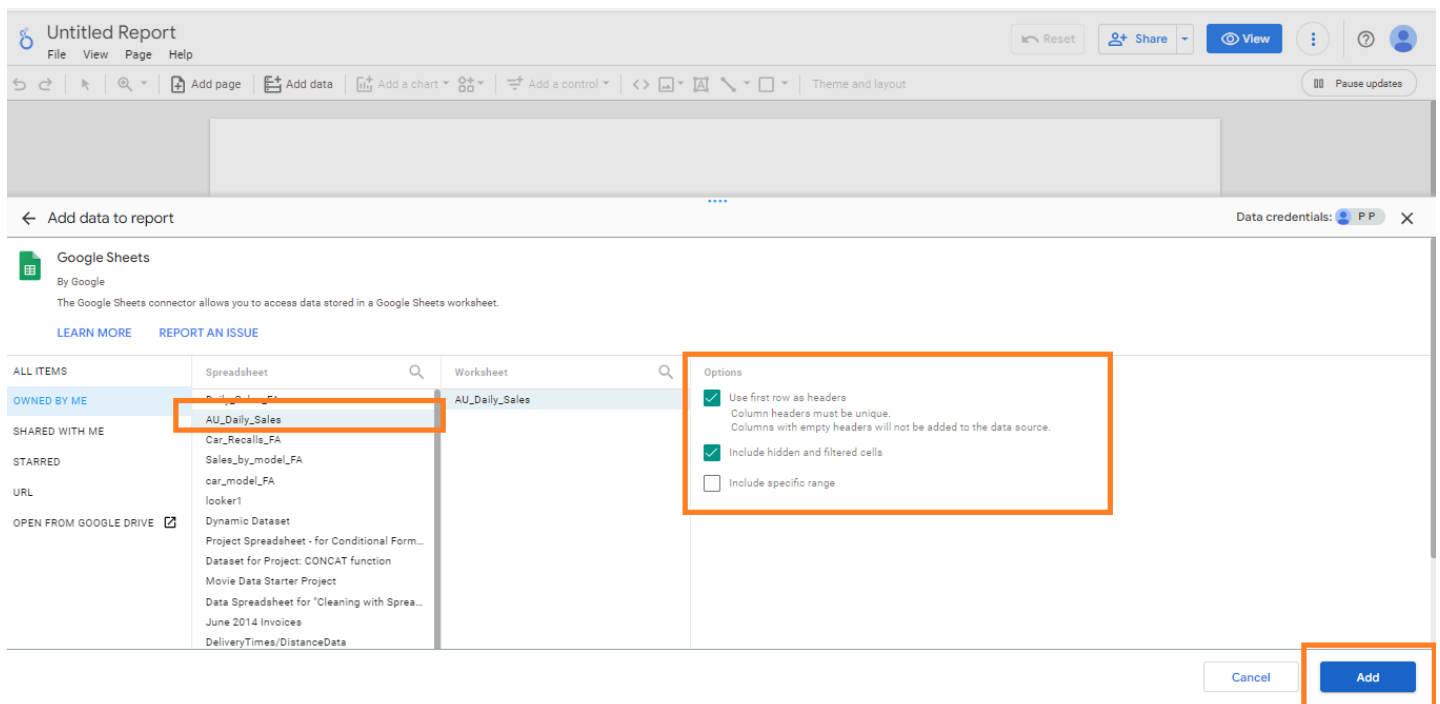 Untitled Report
File View Page Help
Reset
Share
View
Add page
Add data
Add a chart
Add a control
Theme and layout
Pause updates
Add data to report
Data credentials: P P
Google Sheets
By Google
The Google Sheets connector allows you to access data stored in a Google Sheets worksheet.
LEARN MORE REPORT AN ISSUE
ALL ITEMS
OWNED BY ME
SHARED WITH ME
STARRED
URL
OPEN FROM GOOGLE DRIVE
Spreadsheet
AU_Daily_Sales
Car_Recalls_FA
Sales_by_model_FA
car_model_FA
looker1
Dynamic Dataset
Project Spreadsheet - for Conditional Form...
Dataset for Project: CONCAT function
Movie Data Starter Project
Data Spreadsheet for "Cleaning with Sprea...
June 2014 Invoices
DeliveryTimes/DistanceData
Worksheet
AU_Daily_Sales
Options
Use first row as headers
Column headers must be unique.
Columns with empty headers will not be added to the data source.
Include hidden and filtered cells
Include specific range
Cancel
Add